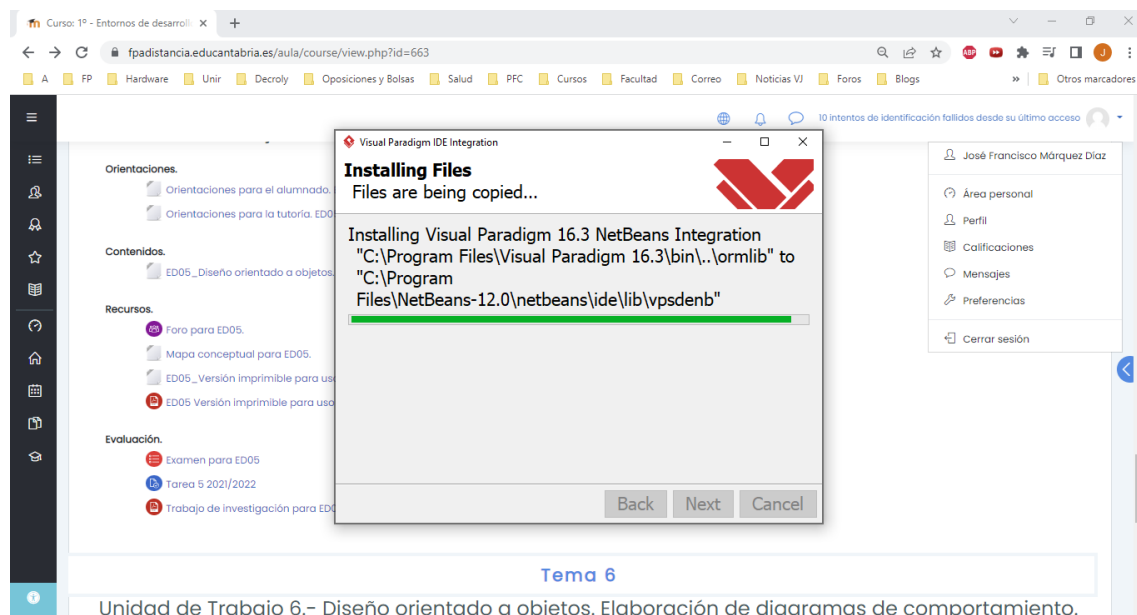 Curso: 1º - Entornos de desarroll
fpadistancia.educantabria.es/aula/course/view.php?id=663
ABP
J
A FP Hardware Unir Decroly Oposiciones y Bolsas Salud PFC Cursos Facultad Correo Noticias VJ Foros Blogs » Otros marcadores
10 intentos de identificación fallidos desde su último acceso
José Francisco Márquez Diaz
Área personal
Perfil
Calificaciones
Mensajes
Preferencias
Cerrar sesión
Orientaciones.
Orientaciones para el alumnado.
Orientaciones para la tutoría. ED0
Contenidos.
ED05_Diseño orientado a objetos.
Recursos.
Foro para ED05.
Mapa conceptual para ED05.
ED05_Versión imprimible para us
ED05 Versión imprimible para uso
Evaluación.
Examen para ED05
Tarea 5 2021/2022
Trabajo de investigación para ED0
Visual Paradigm IDE Integration
Installing Files
Files are being copied...
Installing Visual Paradigm 16.3 NetBeans Integration
"C:\Program Files\Visual Paradigm 16.3\bin\..\ormlib" to
"C:\Program
Files\NetBeans-12.0\netbeans\ide\lib\vpsdenb"
Back Next Cancel
Tema 6
Unidad de Trabajo 6.- Diseño orientado a objetos. Elaboración de diagramas de comportamiento.